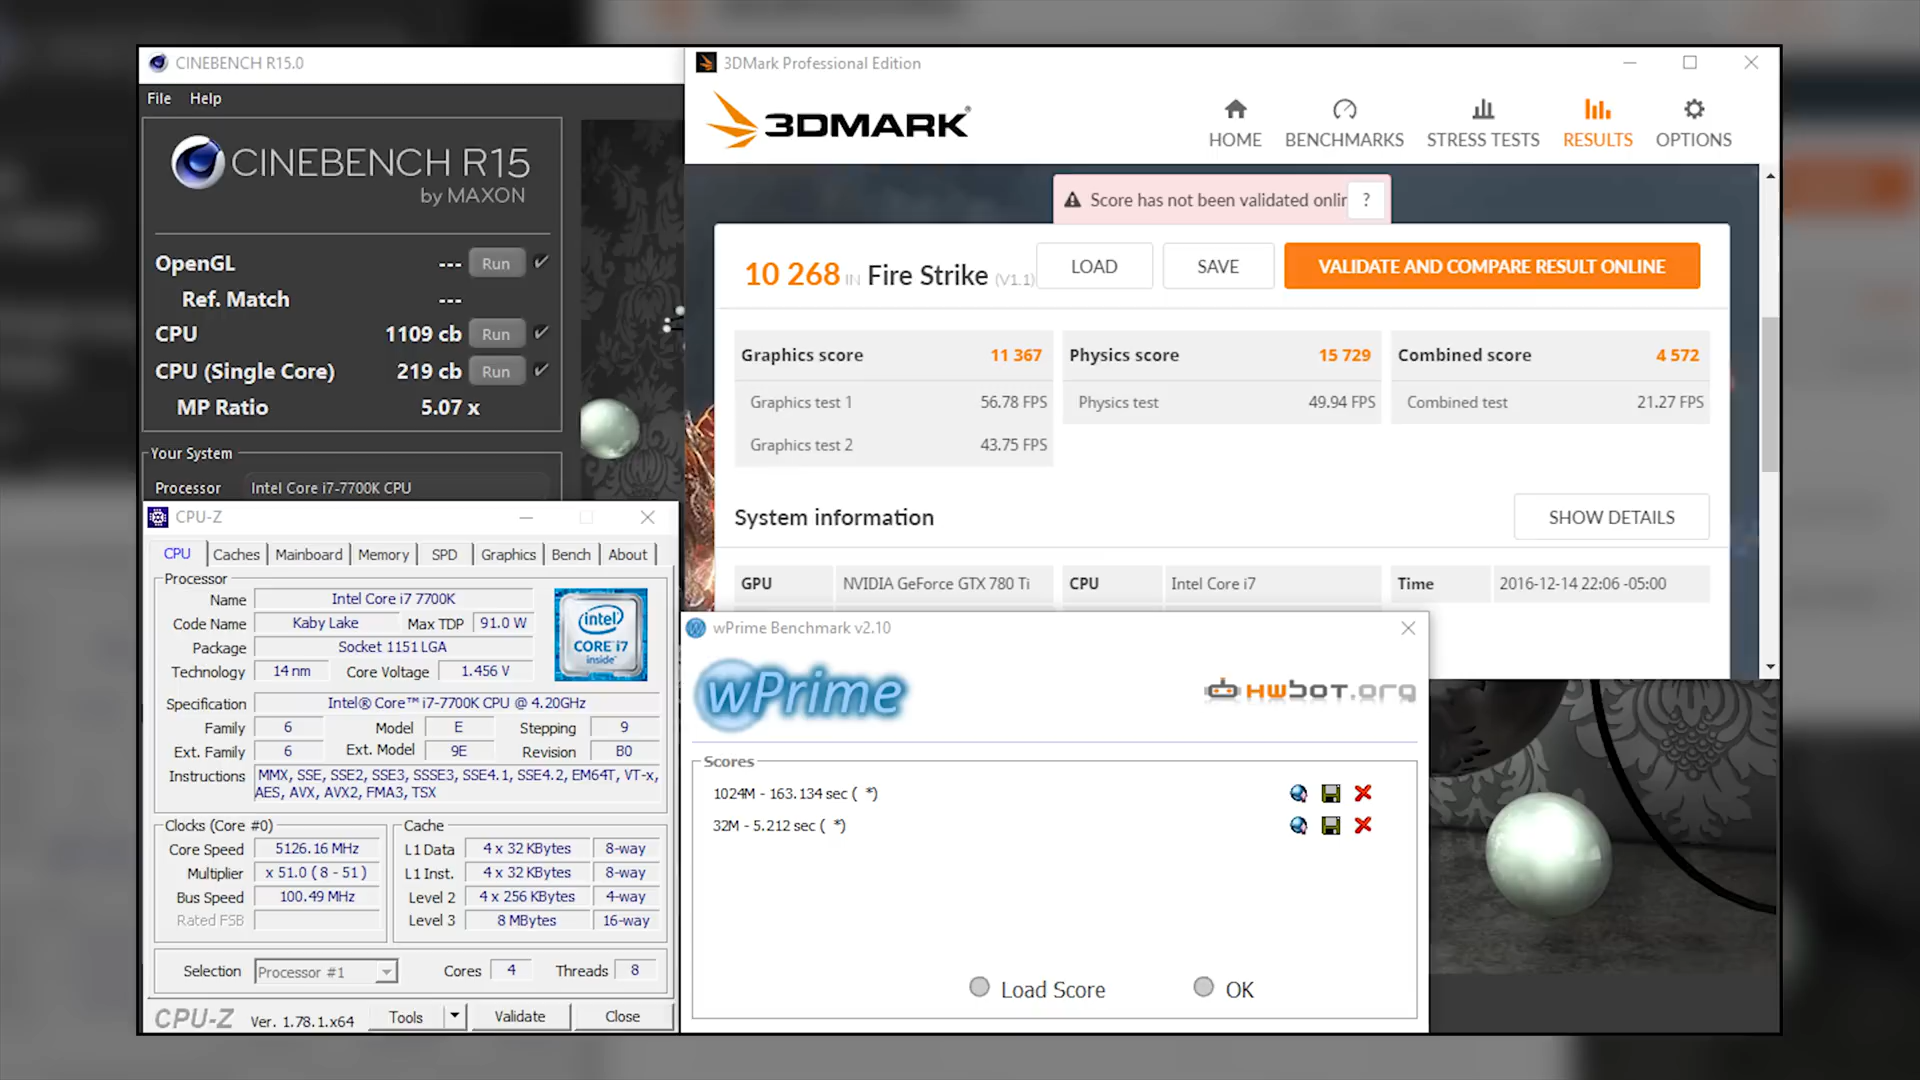 CINEBENCH R15.0
File Help
CINEBENCH R15
by MAXON
OpenGL --- Run
Ref. Match ---
CPU 1109 cb Run
CPU (Single Core) 219 cb Run
MP Ratio 5.07 x
Your System
Processor Intel Core i7-7700K CPU
3DMark Professional Edition
3DMARK®
HOME BENCHMARKS STRESS TESTS RESULTS OPTIONS
Score has not been validated onlin ?
10 268 IN Fire Strike (V1.1) LOAD SAVE VALIDATE AND COMPARE RESULT ONLINE
Graphics score 11 367 Physics score 15 729 Combined score 4 572
Graphics test 1 56.78 FPS Physics test 49.94 FPS Combined test 21.27 FPS
Graphics test 2 43.75 FPS
System information SHOW DETAILS
GPU NVIDIA GeForce GTX 780 Ti CPU Intel Core i7 Time 2016-12-14 22:06 -05:00
CPU-Z
CPU Caches Mainboard Memory SPD Graphics Bench About
Processor
Name Intel Core i7 7700K
Code Name Kaby Lake Max TDP 91.0 W
Package Socket 1151 LGA
Technology 14 nm Core Voltage 1.456 V
intel
CORE i7
inside™
Specification Intel® Core™ i7-7700K CPU @ 4.20GHz
Family 6 Model E Stepping 9
Ext. Family 6 Ext. Model 9E Revision B0
Instructions MMX, SSE, SSE2, SSE3, SSSE3, SSE4.1, SSE4.2, EM64T, VT-x,
AES, AVX, AVX2, FMA3, TSX
Clocks (Core #0)
Core Speed 5126.16 MHz
Multiplier x 51.0 ( 8 - 51 )
Bus Speed 100.49 MHz
Rated FSB
Cache
L1 Data 4 x 32 KBytes 8-way
L1 Inst. 4 x 32 KBytes 8-way
Level 2 4 x 256 KBytes 4-way
Level 3 8 MBytes 16-way
Selection Processor #1 Cores 4 Threads 8
CPU-Z Ver. 1.78.1.x64 Tools Validate Close
wPrime Benchmark v2.10
wPrime
HWBOT.org
Scores
1024M - 163.134 sec ( *)
32M - 5.212 sec ( *)
Load Score OK